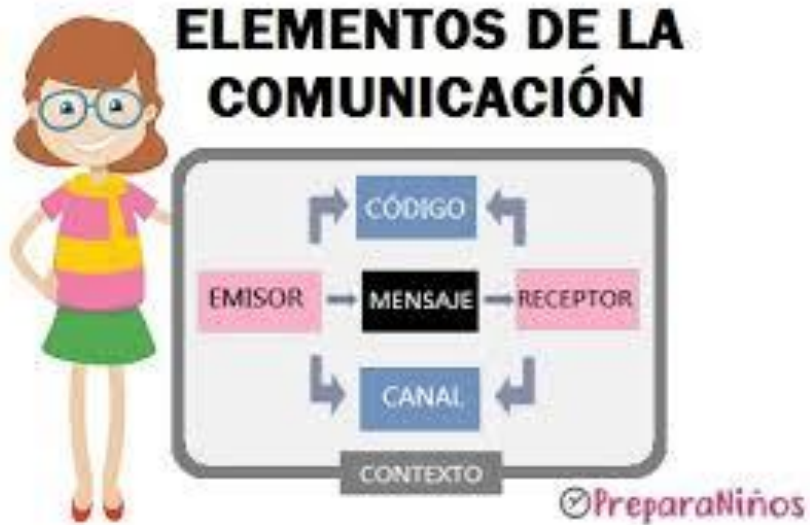 ELEMENTOS DE LA
COMUNICACIÓN
CÓDIGO
EMISOR
MENSAJE
RECEPTOR
CANAL
CONTEXTO
PreparaNiños